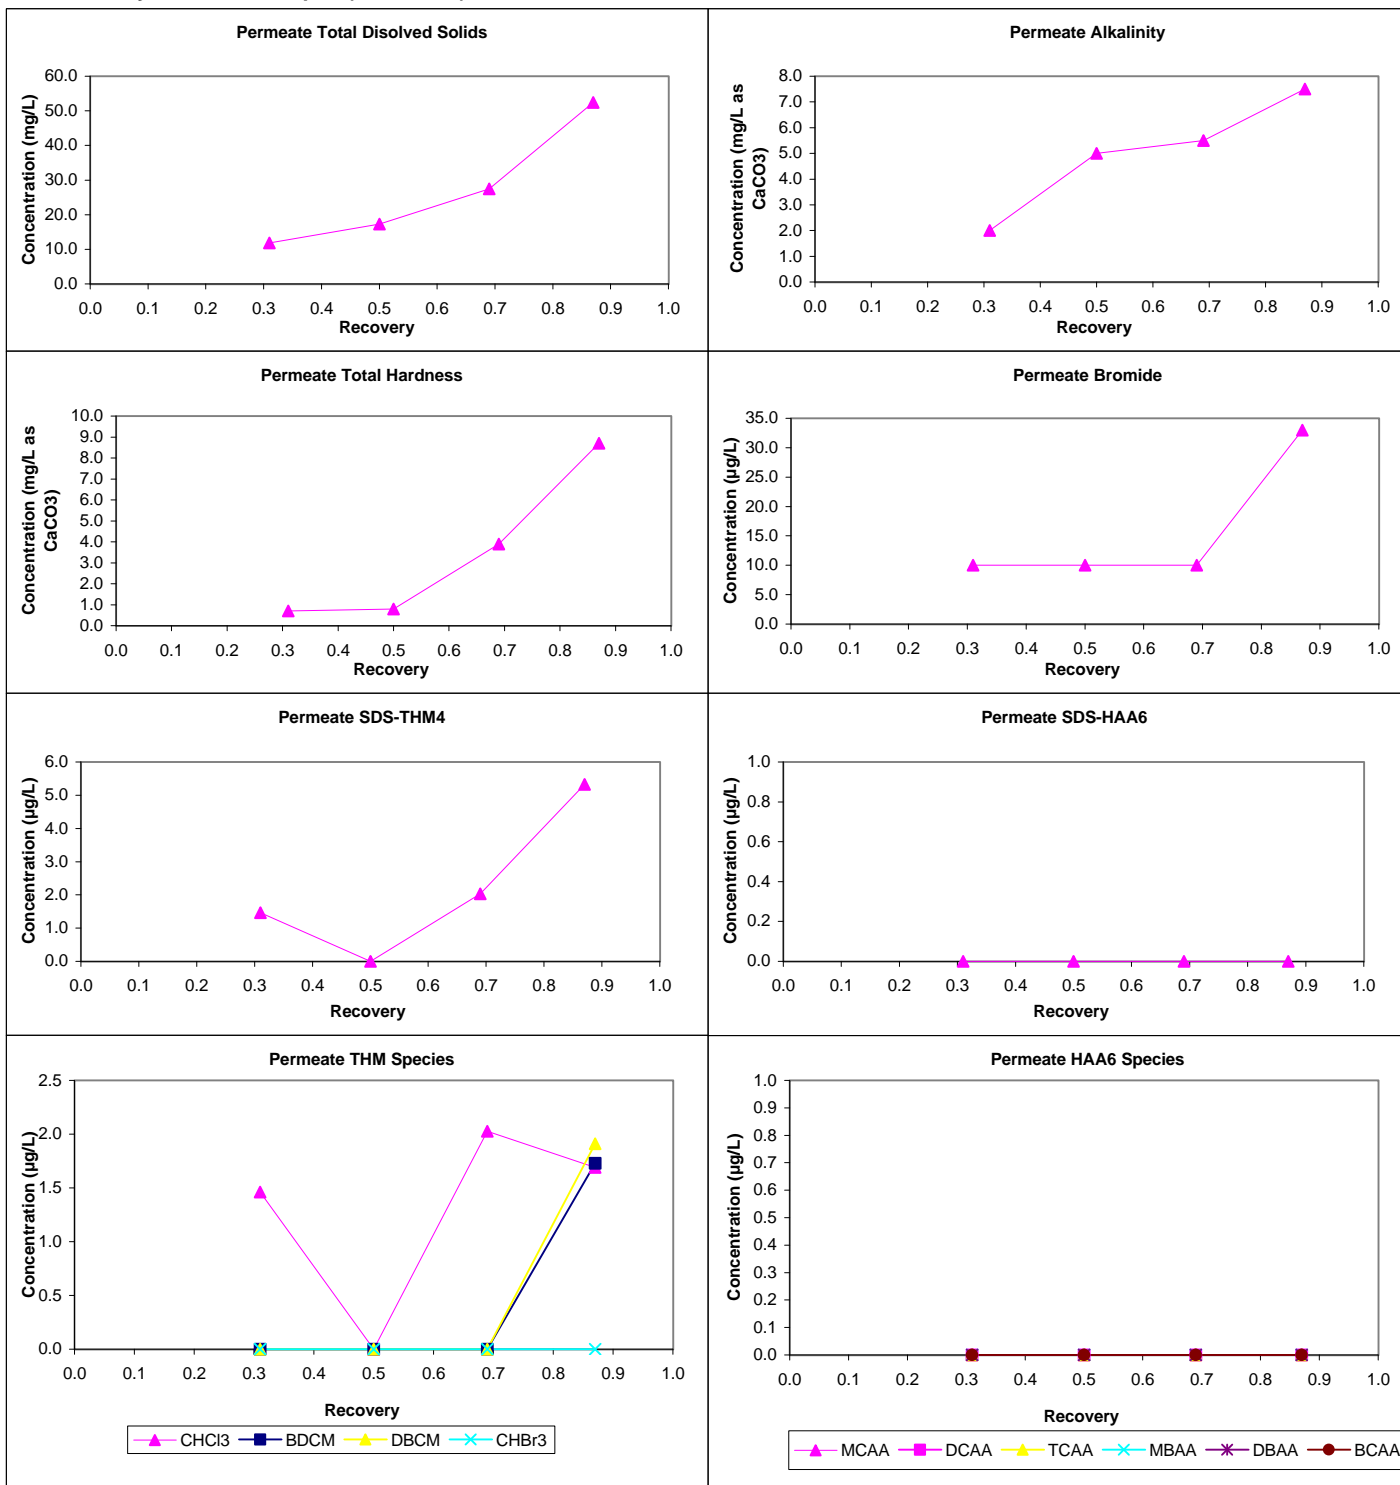 Permeate Total Disolved Solids
Concentration (mg/L)
60.0
50.0
40.0
30.0
20.0
10.0
0.0
0.0 0.1 0.2 0.3 0.4 0.5 0.6 0.7 0.8 0.9 1.0
Recovery
Permeate Alkalinity
Concentration (mg/L as
CaCO3)
8.0
7.0
6.0
5.0
4.0
3.0
2.0
1.0
0.0
0.0 0.1 0.2 0.3 0.4 0.5 0.6 0.7 0.8 0.9 1.0
Recovery
Permeate Total Hardness
Concentration (mg/L as
CaCO3)
10.0
9.0
8.0
7.0
6.0
5.0
4.0
3.0
2.0
1.0
0.0
0.0 0.1 0.2 0.3 0.4 0.5 0.6 0.7 0.8 0.9 1.0
Recovery
Permeate Bromide
Concentration (µg/L)
35.0
30.0
25.0
20.0
15.0
10.0
5.0
0.0
0.0 0.1 0.2 0.3 0.4 0.5 0.6 0.7 0.8 0.9 1.0
Recovery
Permeate SDS-THM4
Concentration (µg/L)
6.0
5.0
4.0
3.0
2.0
1.0
0.0
0.0 0.1 0.2 0.3 0.4 0.5 0.6 0.7 0.8 0.9 1.0
Recovery
Permeate SDS-HAA6
Concentration (µg/L)
1.0
0.8
0.6
0.4
0.2
0.0
0.0 0.1 0.2 0.3 0.4 0.5 0.6 0.7 0.8 0.9 1.0
Recovery
Permeate THM Species
Concentration (µg/L)
2.5
2.0
1.5
1.0
0.5
0.0
0.0 0.1 0.2 0.3 0.4 0.5 0.6 0.7 0.8 0.9 1.0
Recovery
CHCl3 BDCM DBCM CHBr3
Permeate HAA6 Species
Concentration (µg/L)
1.0
0.9
0.8
0.7
0.6
0.5
0.4
0.3
0.2
0.1
0.0
0.0 0.1 0.2 0.3 0.4 0.5 0.6 0.7 0.8 0.9 1.0
Recovery
MCAA DCAA TCAA MBAA DBAA BCAA